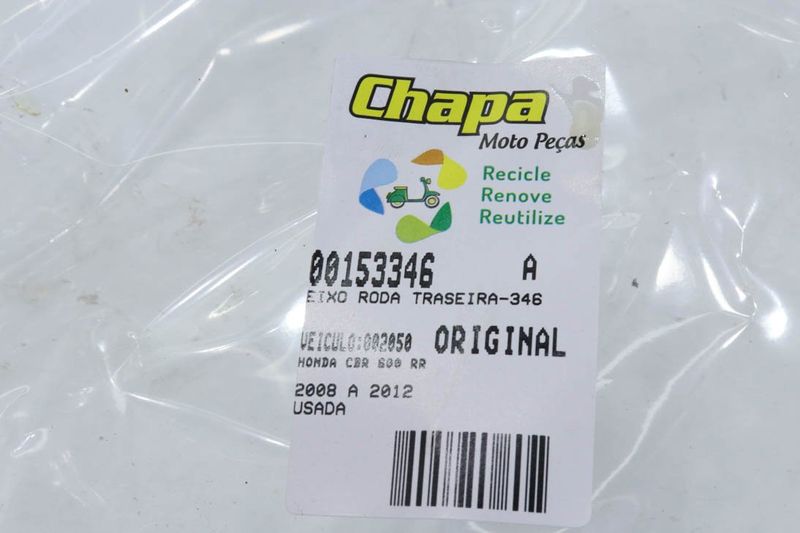 Chapa
Moto Peças
Recicle
Renove
Reutilize
00153346 A
EIXO RODA TRASEIRA-346
VEICULO:002050 ORIGINAL
HONDA CBR 600 RR
2008 A 2012
USADA